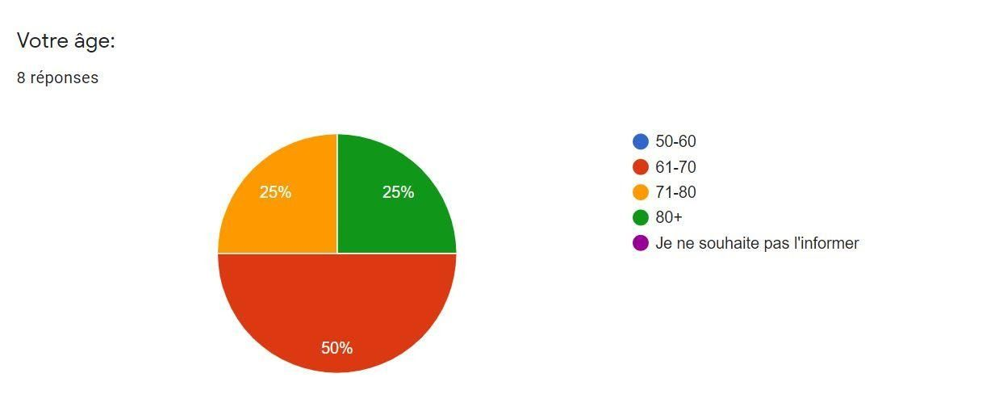 Votre âge:
8 réponses
25%
25%
50%
50-60
61-70
71-80
80+
Je ne souhaite pas l'informer